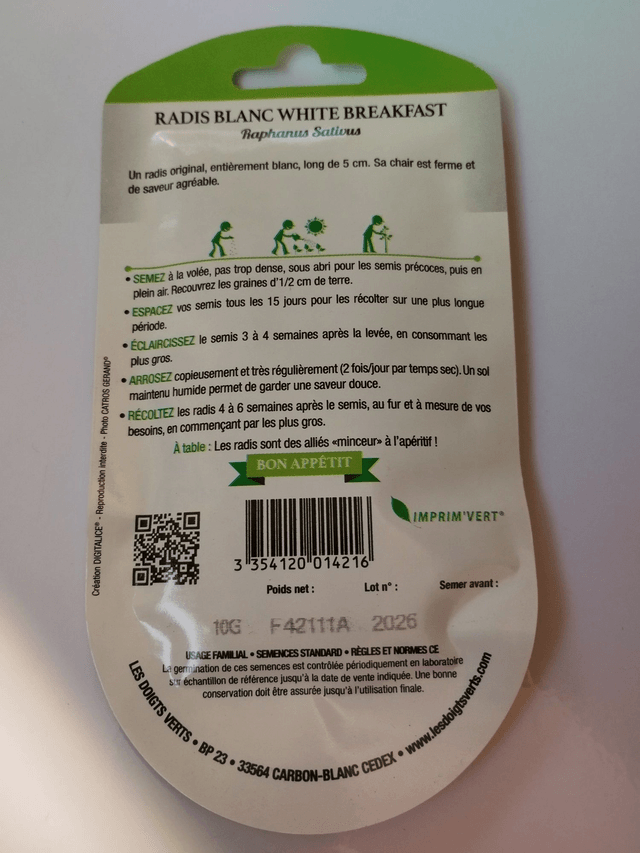 RADIS BLANC WHITE BREAKFAST
Raphanus Sativus
Un radis original, entièrement blanc, long de 5 cm. Sa chair est ferme et
de saveur agréable.
• SEMEZ à la volée, pas trop dense, sous abri pour les semis précoces, puis en
plein air. Recouvrez les graines d'1/2 cm de terre.
• ESPACEZ vos semis tous les 15 jours pour les récolter sur une plus longue
période.
• ÉCLAIRCISSEZ le semis 3 à 4 semaines après la levée, en consommant les
plus gros.
• ARROSEZ copieusement et très régulièrement (2 fois/jour par temps sec). Un sol
maintenu humide permet de garder une saveur douce.
• RÉCOLTEZ les radis 4 à 6 semaines après le semis, au fur et à mesure de vos
besoins, en commençant par les plus gros.
À table : Les radis sont des alliés «minceur» à l'apéritif !
BON APPÉTIT
Création DIGITALICE® - Reproduction interdite - Photo CATROS GERAND®
IMPRIM'VERT®
3 354120 014216
Poids net : Lot n° : Semer avant :
10G F42111A 2026
USAGE FAMILIAL • SEMENCES STANDARD • RÈGLES ET NORMES CE
La germination de ces semences est contrôlée périodiquement en laboratoire
sur échantillon de référence jusqu'à la date de vente indiquée. Une bonne
conservation doit être assurée jusqu'à l'utilisation finale.
LES DOIGTS VERTS • BP 23 • 33564 CARBON-BLANC CEDEX • www.lesdoigtsverts.com